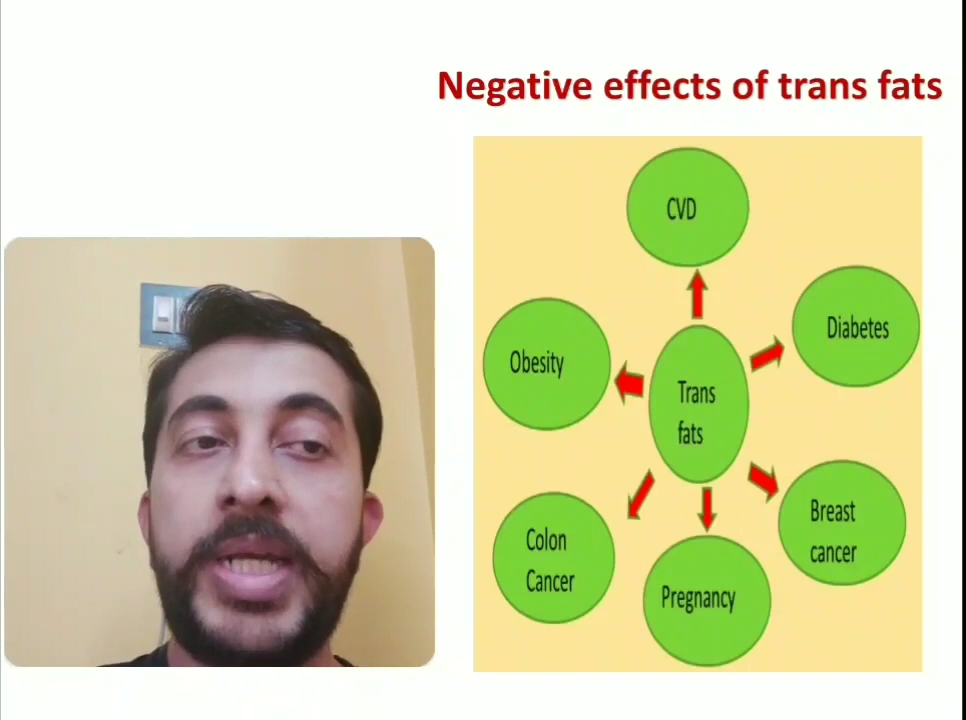 Negative effects of trans fats
CVD
Diabetes
Obesity
Trans
fats
Breast
cancer
Colon
Cancer
Pregnancy